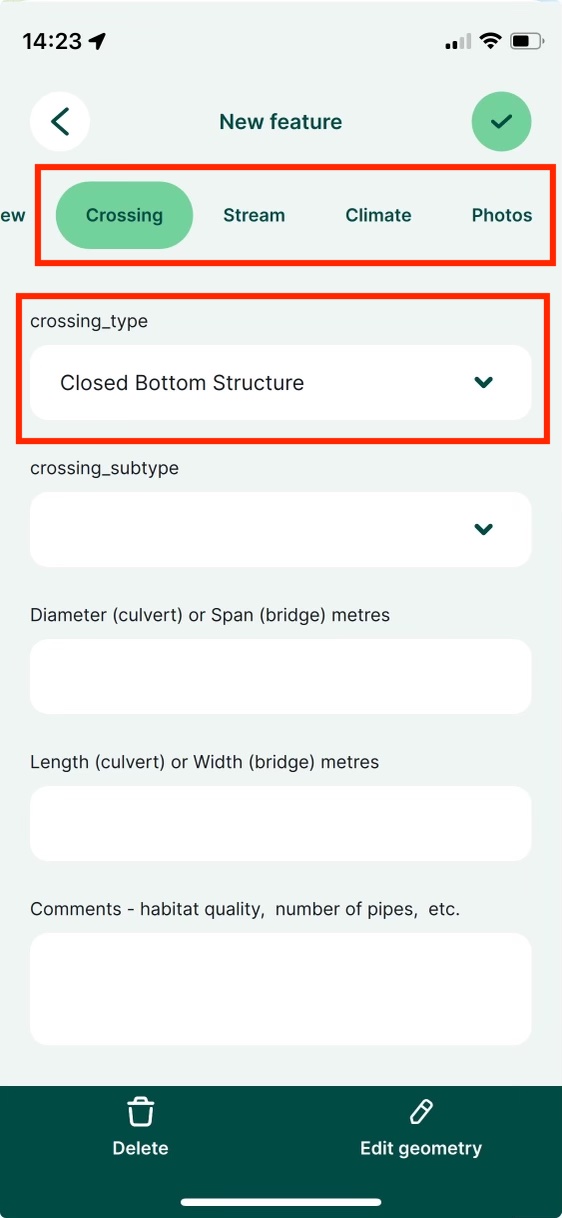 14:23
New feature
ew Crossing Stream Climate Photos
crossing_type
Closed Bottom Structure
crossing_subtype
Diameter (culvert) or Span (bridge) metres
Length (culvert) or Width (bridge) metres
Comments - habitat quality,  number of pipes,  etc.
Delete Edit geometry